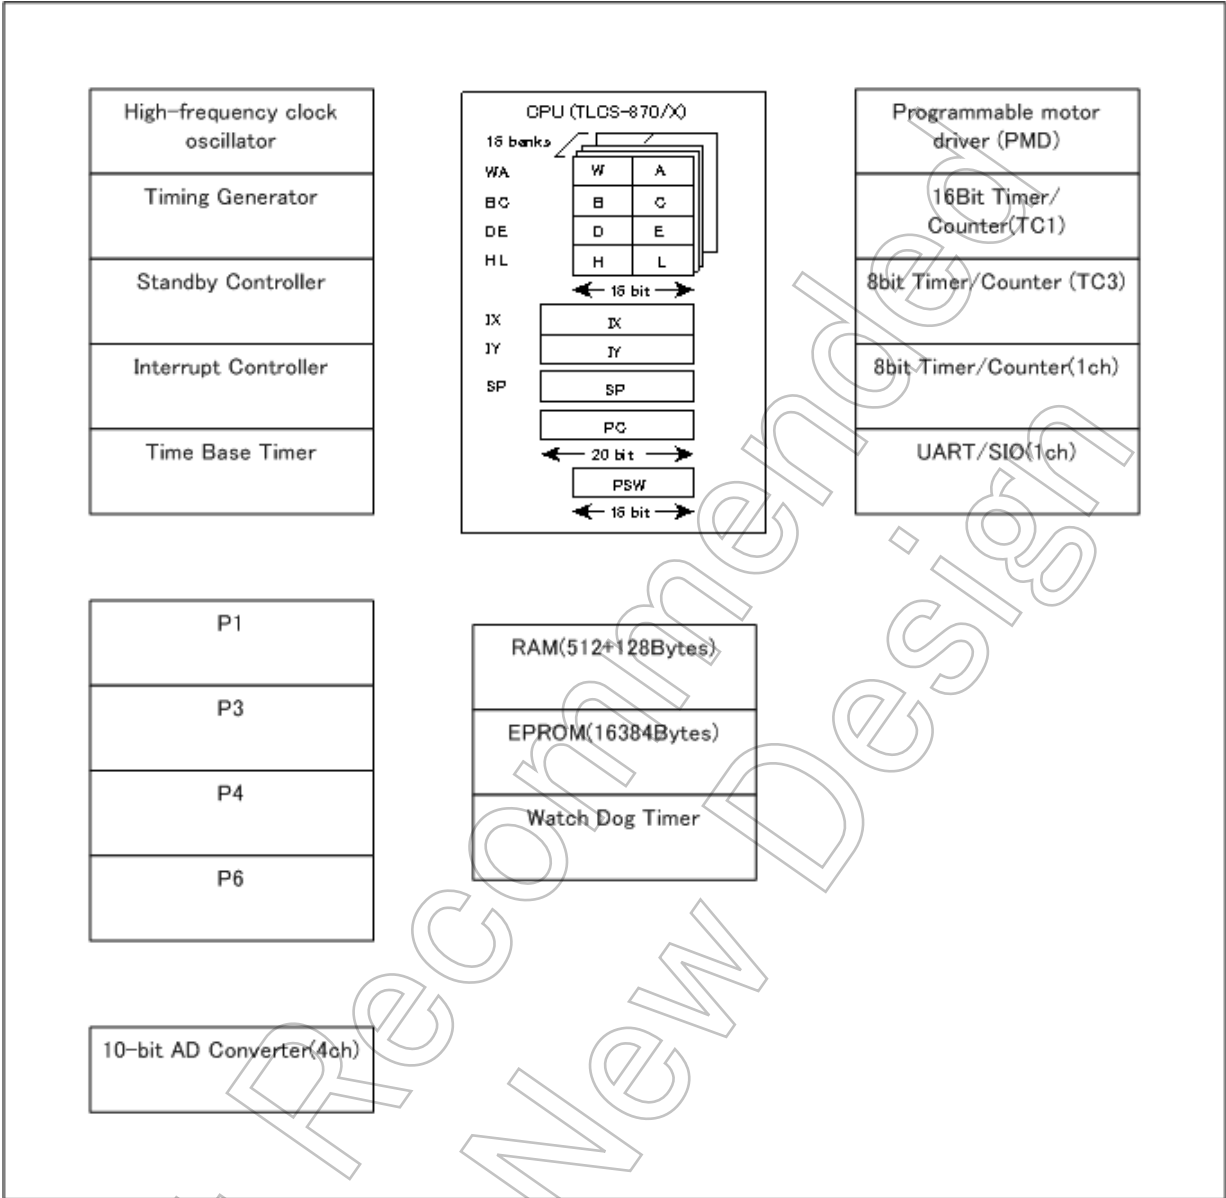 High-frequency clock
oscillator
Timing Generator
Standby Controller
Interrupt Controller
Time Base Timer
CPU (TLCS-870/X)
16 banks
WA
W A
BC
B C
DE
D E
HL
H L
16 bit
IX
IX
IY
IY
SP
SP
PC
20 bit
PSW
16 bit
Programmable motor
driver (PMD)
16Bit Timer/
Counter(TC1)
8bit Timer/Counter (TC3)
8bit Timer/Counter(1ch)
UART/SIO(1ch)
P1
P3
P4
P6
RAM(512+128Bytes)
EPROM(16384Bytes)
Watch Dog Timer
10-bit AD Converter(4ch)
Recommended
New Design